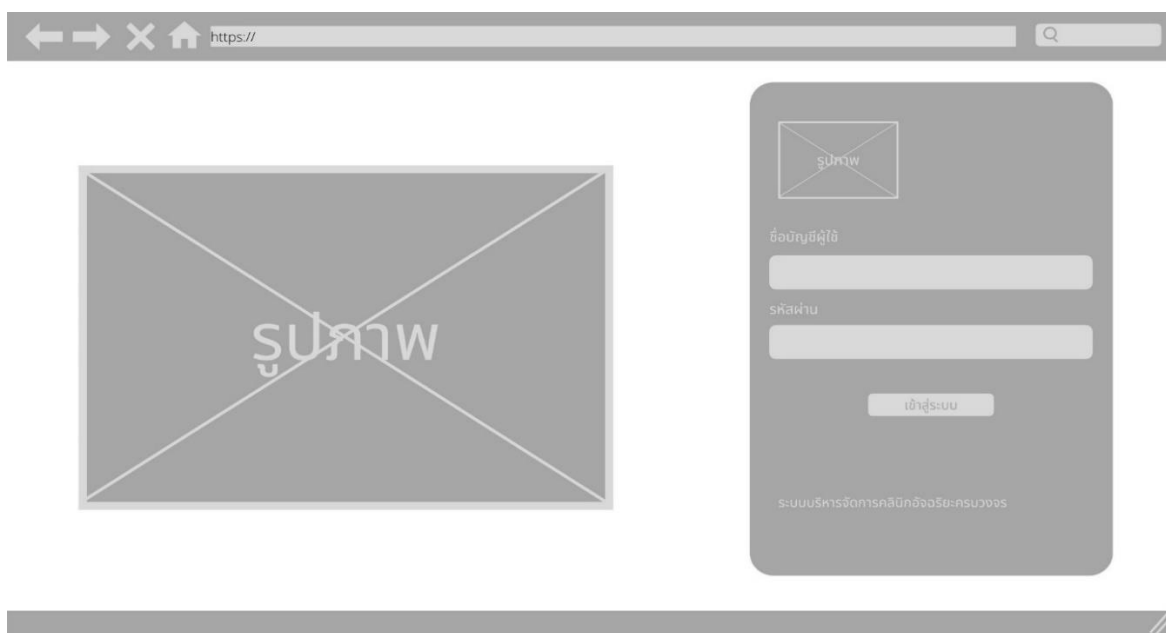 https://
รูปภาพ
รูปภาพ
ชื่อบัญชีผู้ใช้
รหัสผ่าน
เข้าสู่ระบบ
ระบบบริหารจัดการคลินิกอัจฉริยะครบวงจร